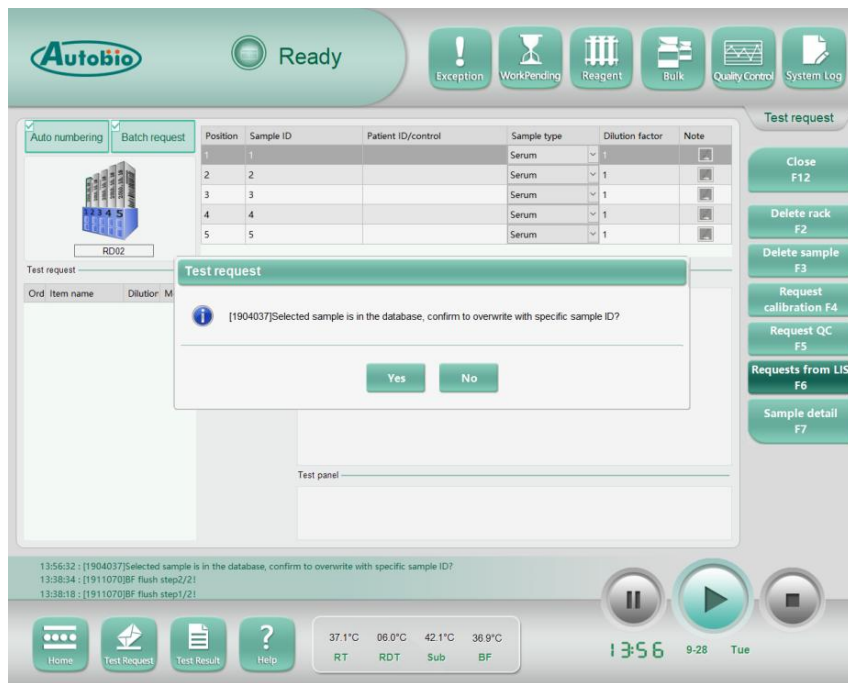 Autobio
Ready
Exception
WorkPending
Reagent
Bulk
Quality Control
System Log
Test request
Auto numbering
Batch request
Position Sample ID Patient ID/control Sample type Dilution factor Note
1 1 Serum 1
2 2 Serum 1
3 3 Serum 1
4 4 Serum 1
5 5 Serum 1
1 2 3 4 5
RD02
Test request
Ord Item name Dilutior M
Test request
[1904037]Selected sample is in the database, confirm to overwrite with specific sample ID?
Yes
No
Test panel
Close
F12
Delete rack
F2
Delete sample
F3
Request
calibration F4
Request QC
F5
Requests from LIS
F6
Sample detail
F7
13:56:32 : [1904037]Selected sample is in the database, confirm to overwrite with specific sample ID?
13:38:34 : [1911070]BF flush step2/2!
13:38:18 : [1911070]BF flush step1/2!
Home
Test Request
Test Result
?
Help
37.1°C 06.0°C 42.1°C 36.9°C
RT RDT Sub BF
13:56 9-28 Tue